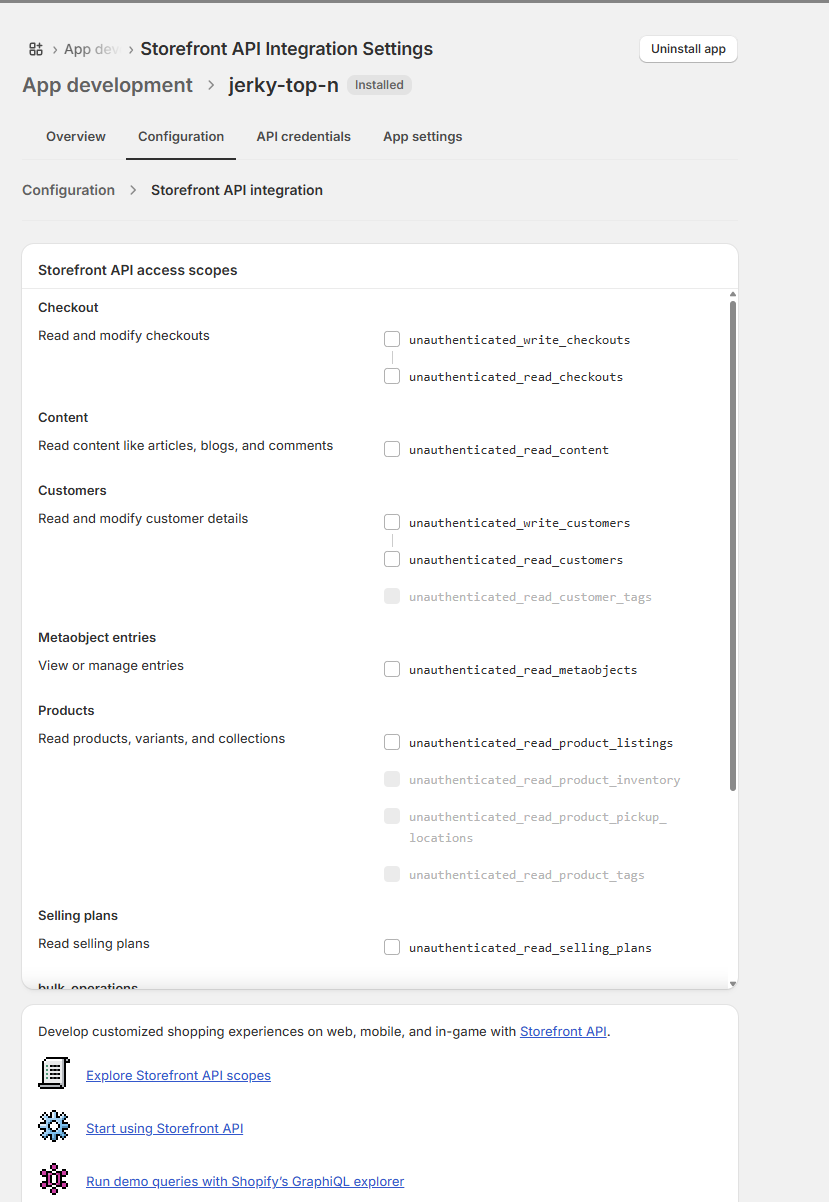 App dev
Storefront API Integration Settings
Uninstall app
App development
jerky-top-n
Installed
Overview
Configuration
API credentials
App settings
Configuration
Storefront API integration
Storefront API access scopes
Checkout
Read and modify checkouts
unauthenticated_write_checkouts
unauthenticated_read_checkouts
Content
Read content like articles, blogs, and comments
unauthenticated_read_content
Customers
Read and modify customer details
unauthenticated_write_customers
unauthenticated_read_customers
unauthenticated_read_customer_tags
Metaobject entries
View or manage entries
unauthenticated_read_metaobjects
Products
Read products, variants, and collections
unauthenticated_read_product_listings
unauthenticated_read_product_inventory
unauthenticated_read_product_pickup_
locations
unauthenticated_read_product_tags
Selling plans
Read selling plans
unauthenticated_read_selling_plans
bulk_operations
Develop customized shopping experiences on web, mobile, and in-game with Storefront API.
Explore Storefront API scopes
Start using Storefront API
Run demo queries with Shopify’s GraphiQL explorer